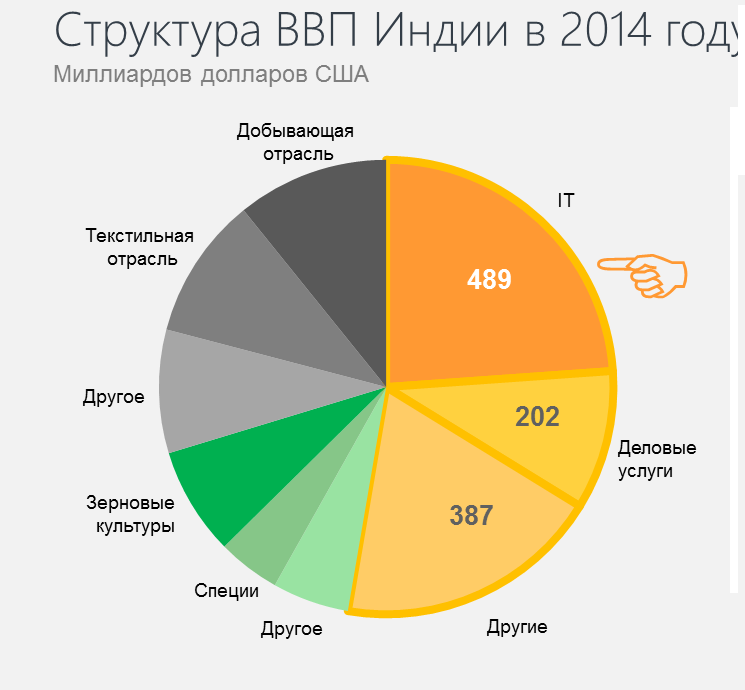 Структура ВВП Индии в 2014 году
Миллиардов долларов США
Добывающая
отрасль
IT
Текстильная
отрасль
489
202
Другое
Деловые
услуги
Зерновые
культуры
387
Специи
Другое
Другие